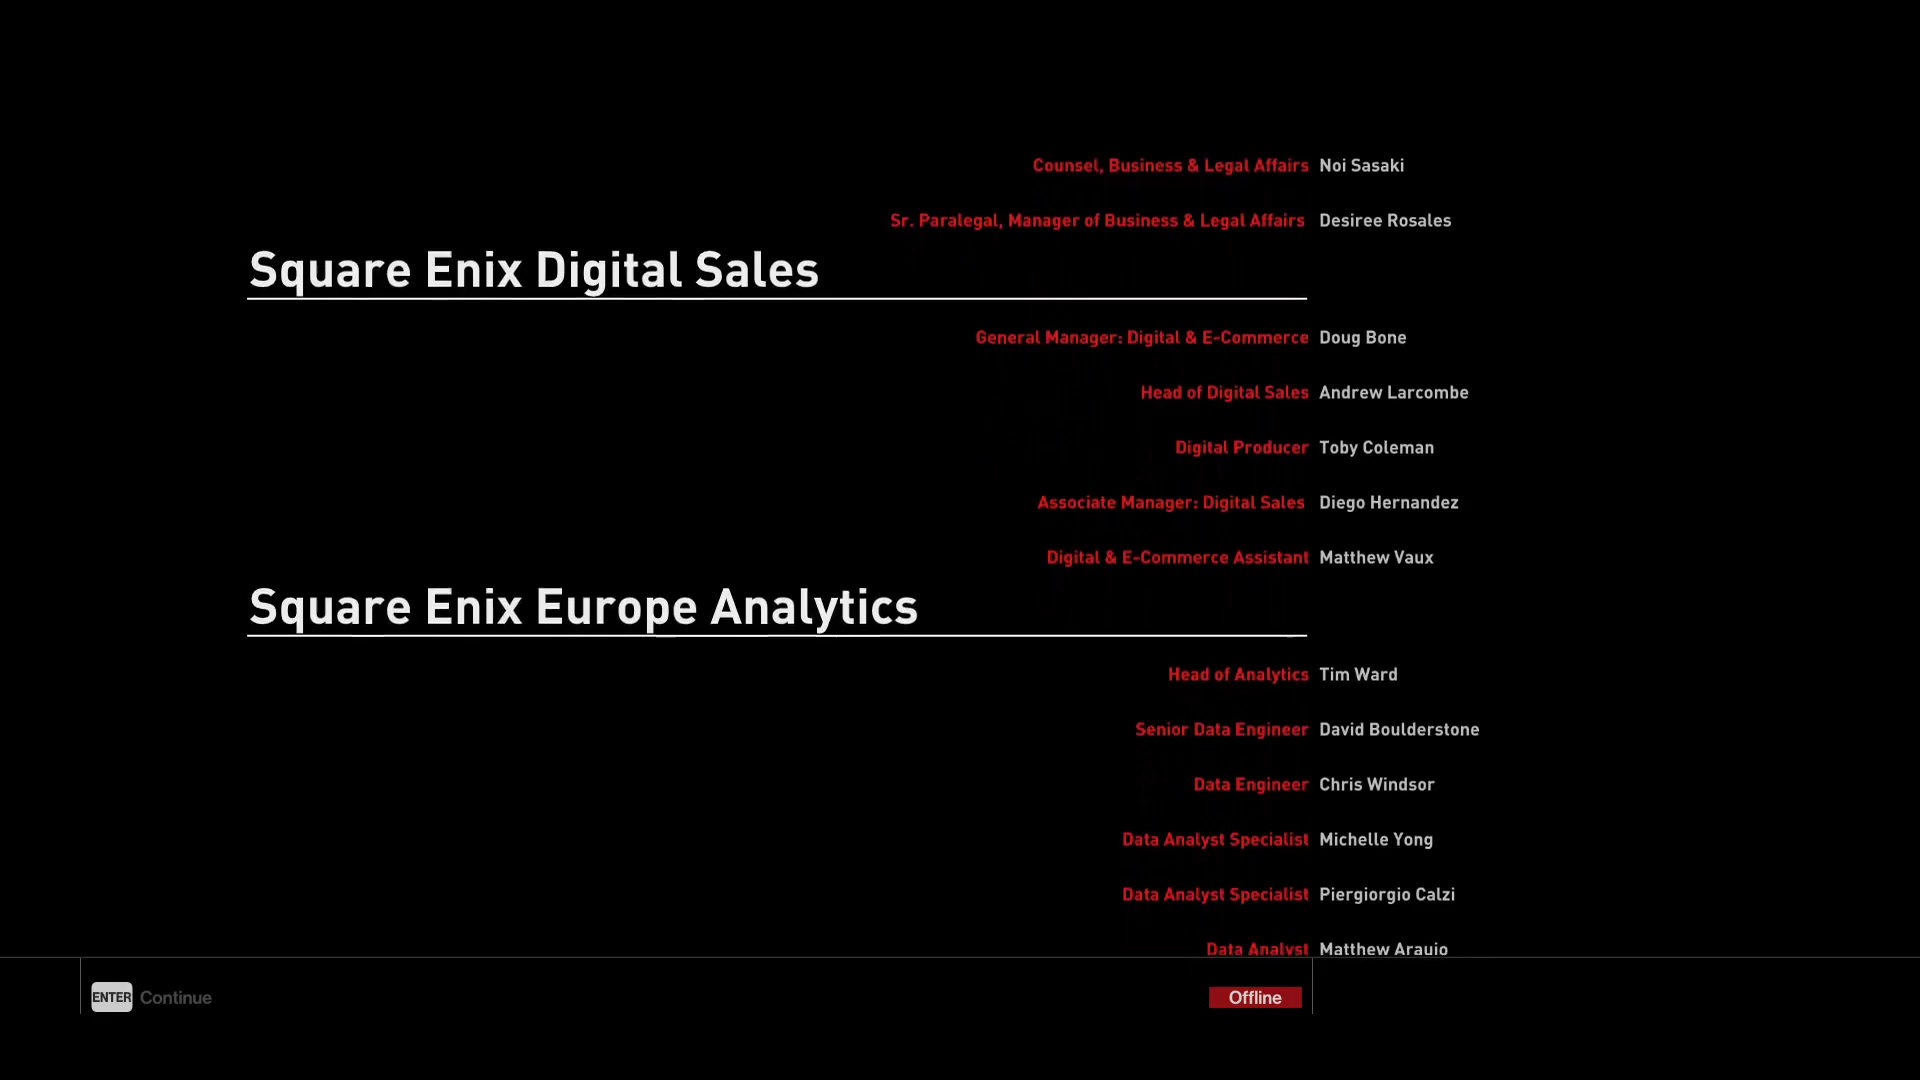 Counsel, Business & Legal Affairs Noi Sasaki
Sr. Paralegal, Manager of Business & Legal Affairs Desiree Rosales
Square Enix Digital Sales
General Manager: Digital & E-Commerce Doug Bone
Head of Digital Sales Andrew Larcombe
Digital Producer Toby Coleman
Associate Manager: Digital Sales Diego Hernandez
Digital & E-Commerce Assistant Matthew Vaux
Square Enix Europe Analytics
Head of Analytics Tim Ward
Senior Data Engineer David Boulderstone
Data Engineer Chris Windsor
Data Analyst Specialist Michelle Yong
Data Analyst Specialist Piergiorgio Calzi
Data Analyst Matthew Araujo
ENTER Continue
Offline